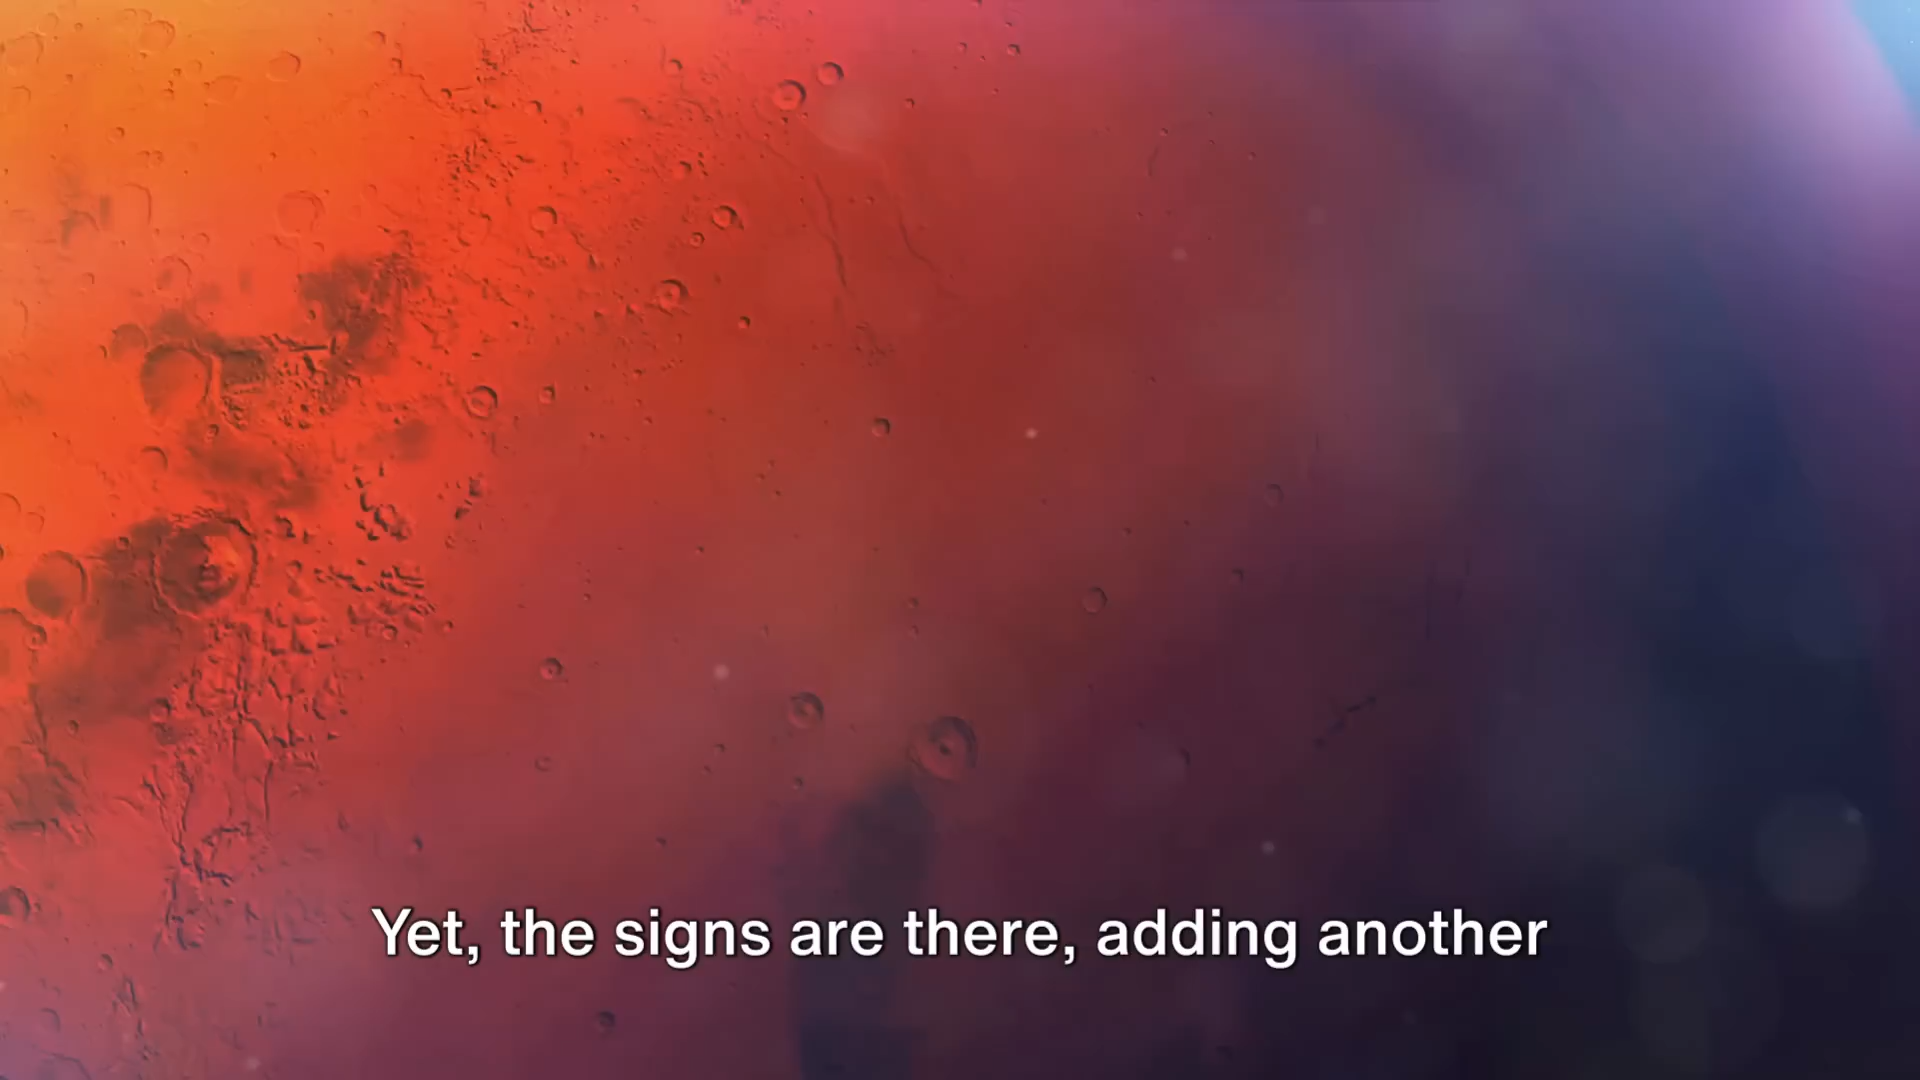 Yet, the signs are there, adding another